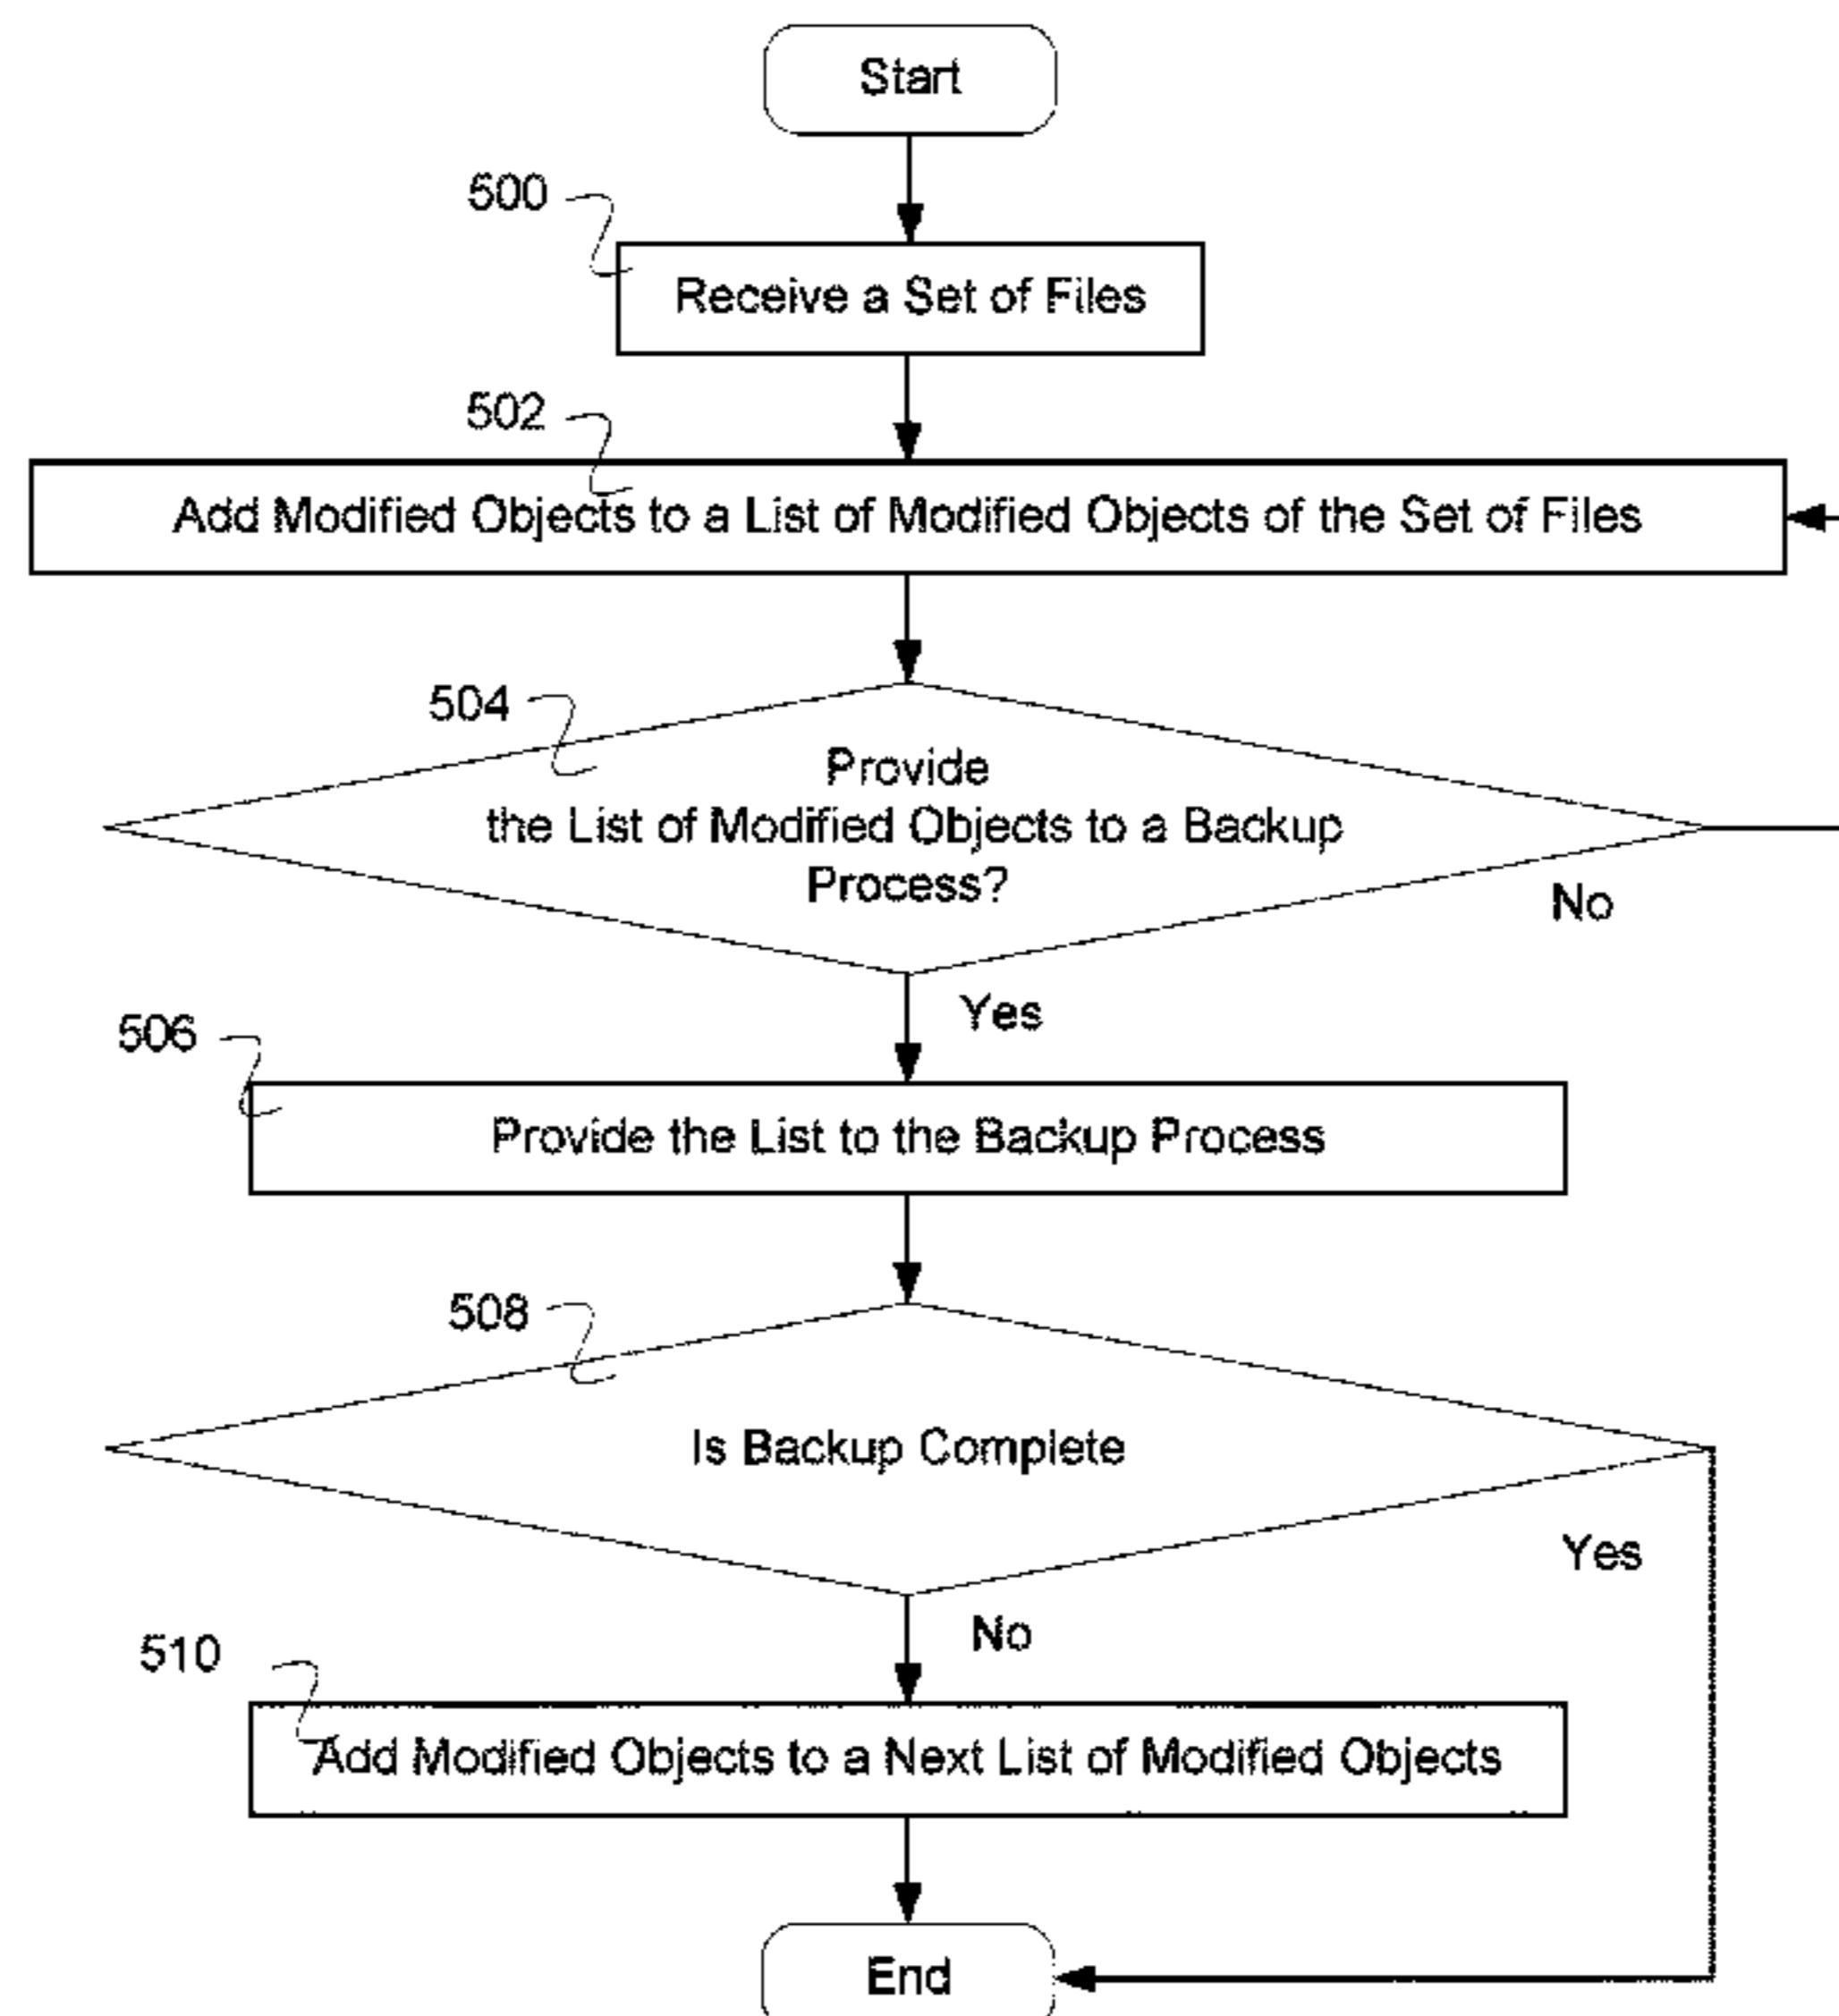 Start
500
Receive a Set of Files
502
Add Modified Objects to a List of Modified Objects of the Set of Files
504
Provide
the List of Modified Objects to a Backup
Process?
No
Yes
506
Provide the List to the Backup Process
508
Is Backup Complete
Yes
No
510
Add Modified Objects to a Next List of Modified Objects
End